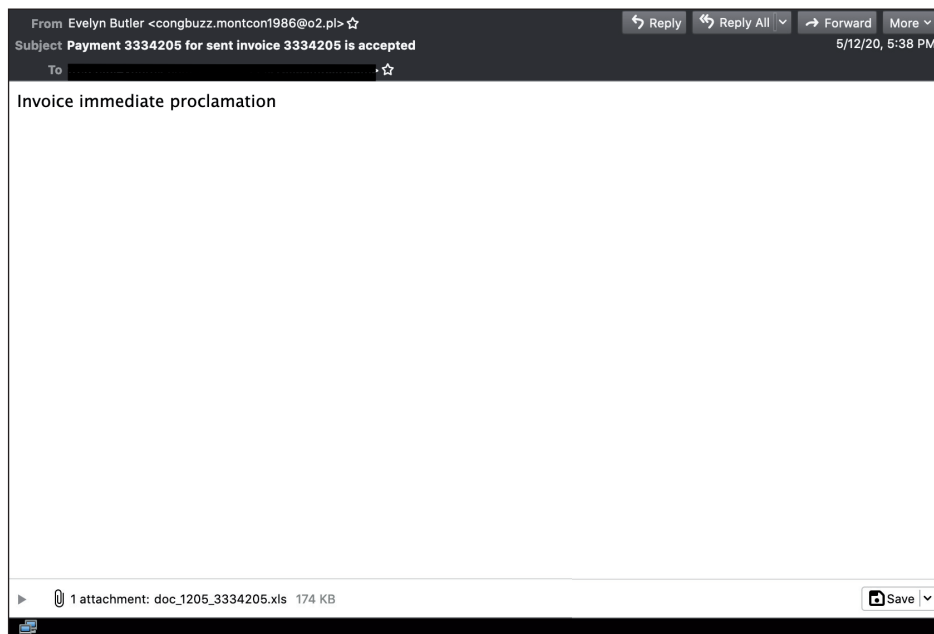 From Evelyn Butler <congbuzz.montcon1986@o2.pl> Reply Reply All Forward More
Subject Payment 3334205 for sent invoice 3334205 is accepted 5/12/20, 5:38 PM
To
Invoice immediate proclamation
1 attachment: doc_1205_3334205.xls 174 KB Save